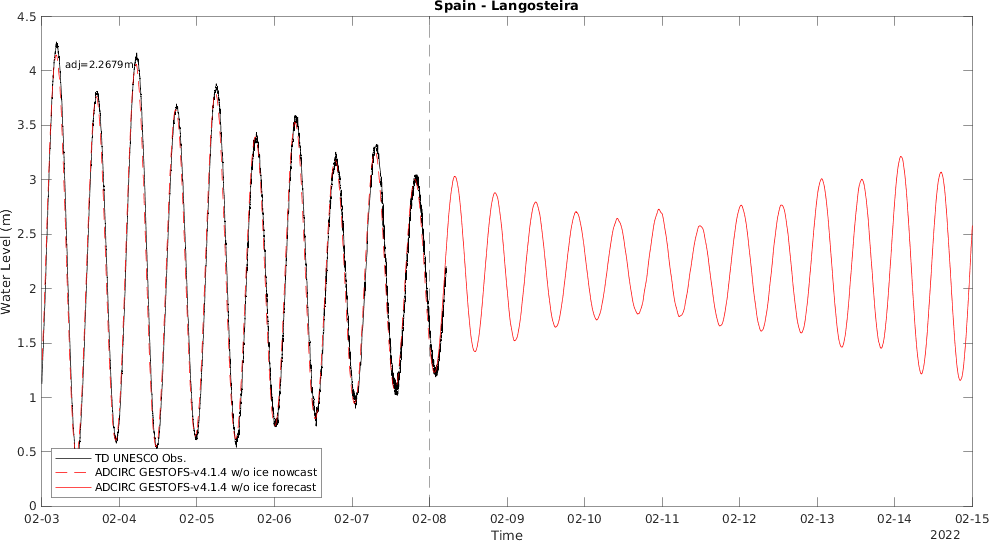 Spain - Langosteira
4.5
adj=2.2679m
4
3.5
3
2.5
Water Level (m)
2
1.5
1
0.5
TD UNESCO Obs.
ADCIRC GESTOFS-v4.1.4 w/o ice nowcast
ADCIRC GESTOFS-v4.1.4 w/o ice forecast
0
02-03 02-04 02-05 02-06 02-07 02-08 02-09 02-10 02-11 02-12 02-13 02-14 02-15
Time
2022